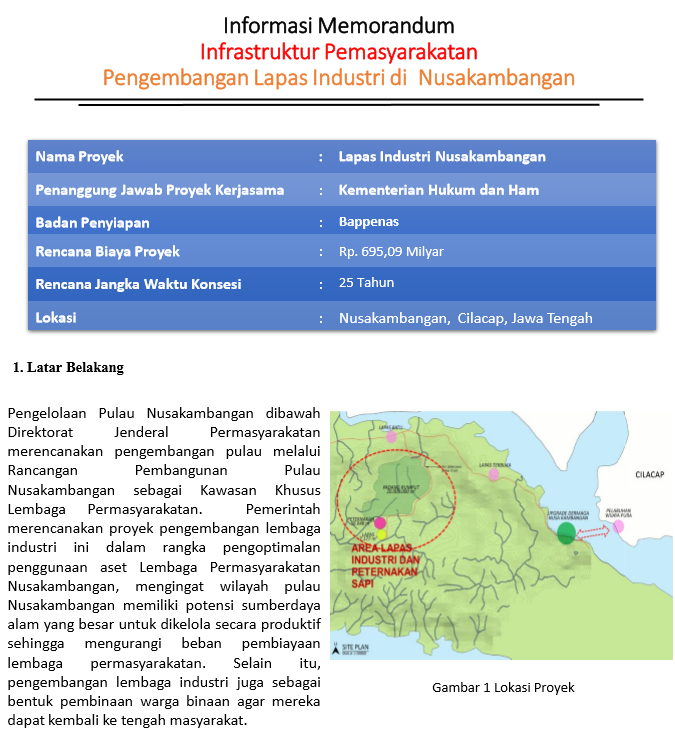 Informasi Memorandum
Infrastruktur Pemasyarakatan
Pengembangan Lapas Industri di Nusakambangan
Nama Proyek : Lapas Industri Nusakambangan
Penanggung Jawab Proyek Kerjasama : Kementerian Hukum dan Ham
Badan Penyiapan : Bappenas
Rencana Biaya Proyek : Rp. 695,09 Milyar
Rencana Jangka Waktu Konsesi : 25 Tahun
Lokasi : Nusakambangan, Cilacap, Jawa Tengah
1. Latar Belakang
Pengelolaan Pulau Nusakambangan dibawah
Direktorat Jenderal Permasyarakatan
merencanakan pengembangan pulau melalui
Rancangan Pembangunan Pulau
Nusakambangan sebagai Kawasan Khusus
Lembaga Permasyarakatan. Pemerintah
merencanakan proyek pengembangan lembaga
industri ini dalam rangka pengoptimalan
penggunaan aset Lembaga Permasyarakatan
Nusakambangan, mengingat wilayah pulau
Nusakambangan memiliki potensi sumberdaya
alam yang besar untuk dikelola secara produktif
sehingga mengurangi beban pembiayaan
lembaga permasyarakatan. Selain itu,
pengembangan lembaga industri juga sebagai
bentuk pembinaan warga binaan agar mereka
dapat kembali ke tengah masyarakat.
LAPAS BATU
LAPAS TERBUKA
CILACAP
PADANG RUMPUT
UPGRADE DERMAGA
NUSA KAMBANGAN
PELABUHAN
WIJAYA PURA
PETERNAKAN
LAPAS
AREA LAPAS
INDUSTRI DAN
PETERNAKAN
SAPI
SITE PLAN
Gambar 1 Lokasi Proyek